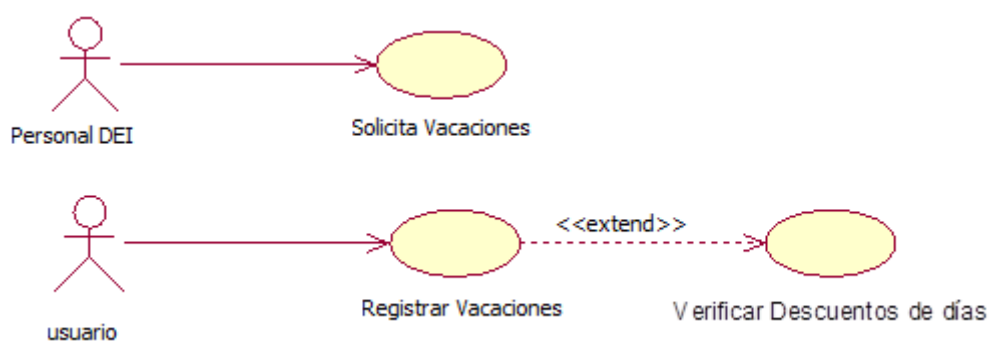 Personal DEI
Solicita Vacaciones
<<extend>>
usuario
Registrar Vacaciones
Verificar Descuentos de días